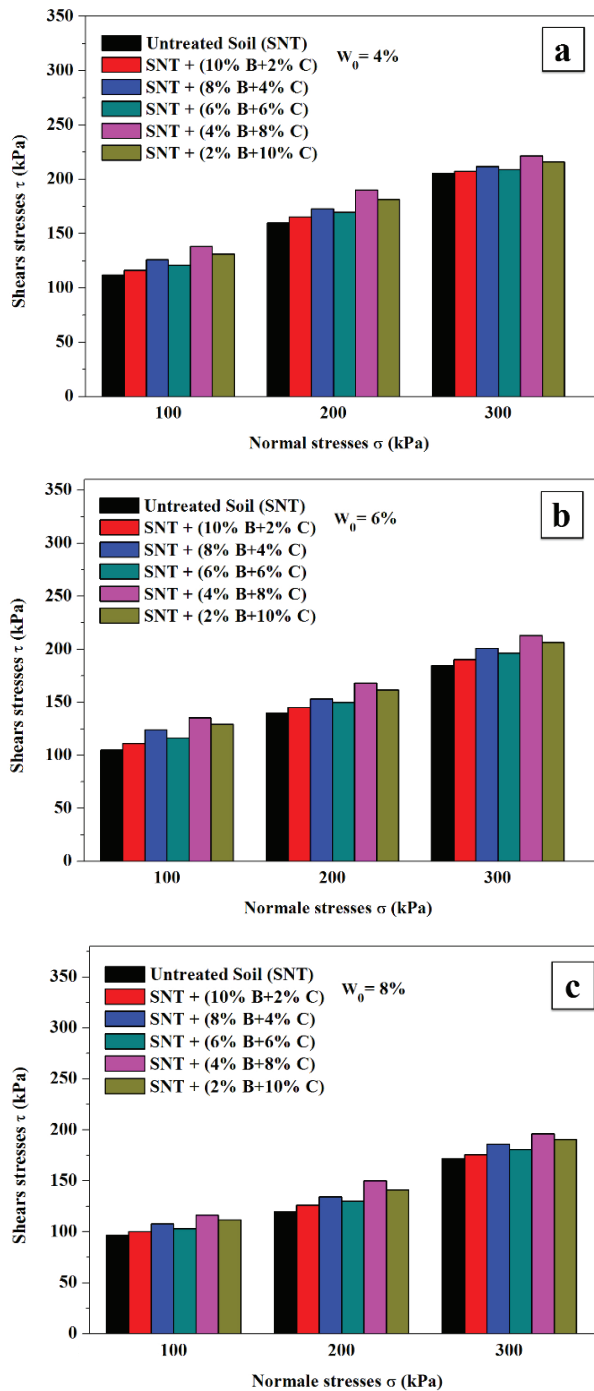 350
300
250
200
150
100
50
0
Shears stresses τ (kPa)
Untreated Soil (SNT)
SNT + (10% B+2% C)
SNT + (8% B+4% C)
SNT + (6% B+6% C)
SNT + (4% B+8% C)
SNT + (2% B+10% C)
W0= 4%
a
100 200 300
Normal stresses σ (kPa)
350
300
250
200
150
100
50
0
Shears stresses τ (kPa)
Untreated Soil (SNT)
SNT + (10% B+2% C)
SNT + (8% B+4% C)
SNT + (6% B+6% C)
SNT + (4% B+8% C)
SNT + (2% B+10% C)
W0= 6%
b
100 200 300
Normale stresses σ (kPa)
350
300
250
200
150
100
50
0
Shears stresses τ (kPa)
Untreated Soil (SNT)
SNT + (10% B+2% C)
SNT + (8% B+4% C)
SNT + (6% B+6% C)
SNT + (4% B+8% C)
SNT + (2% B+10% C)
W0= 8%
c
100 200 300
Normale stresses σ (kPa)